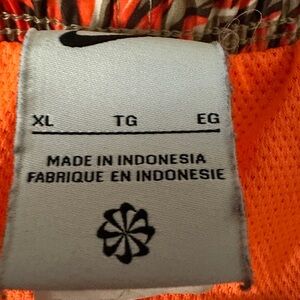 XL TG EG
MADE IN INDONESIA
FABRIQUE EN INDONESIE